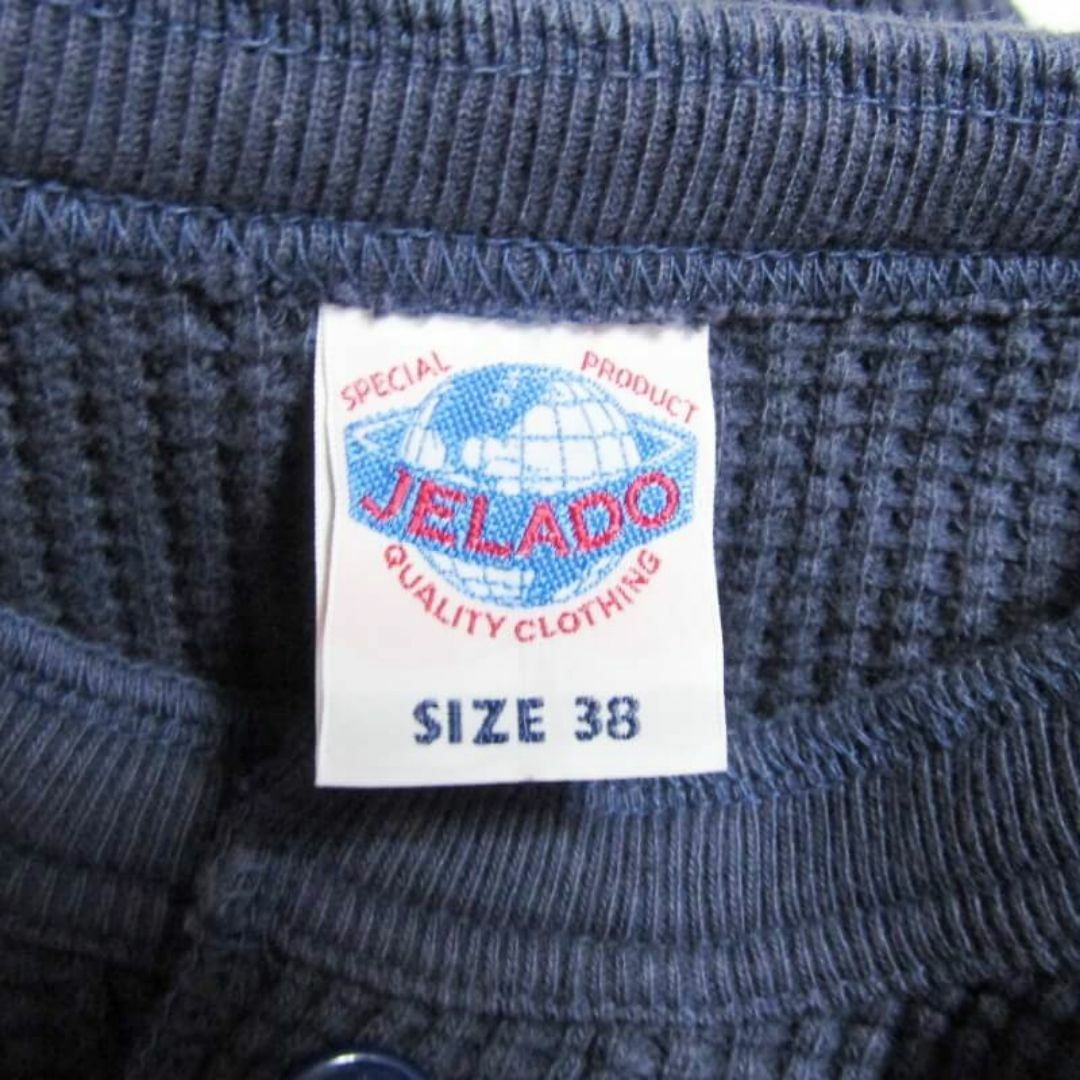 SPECIAL PRODUCT
JELADO
QUALITY CLOTHING
SIZE 38